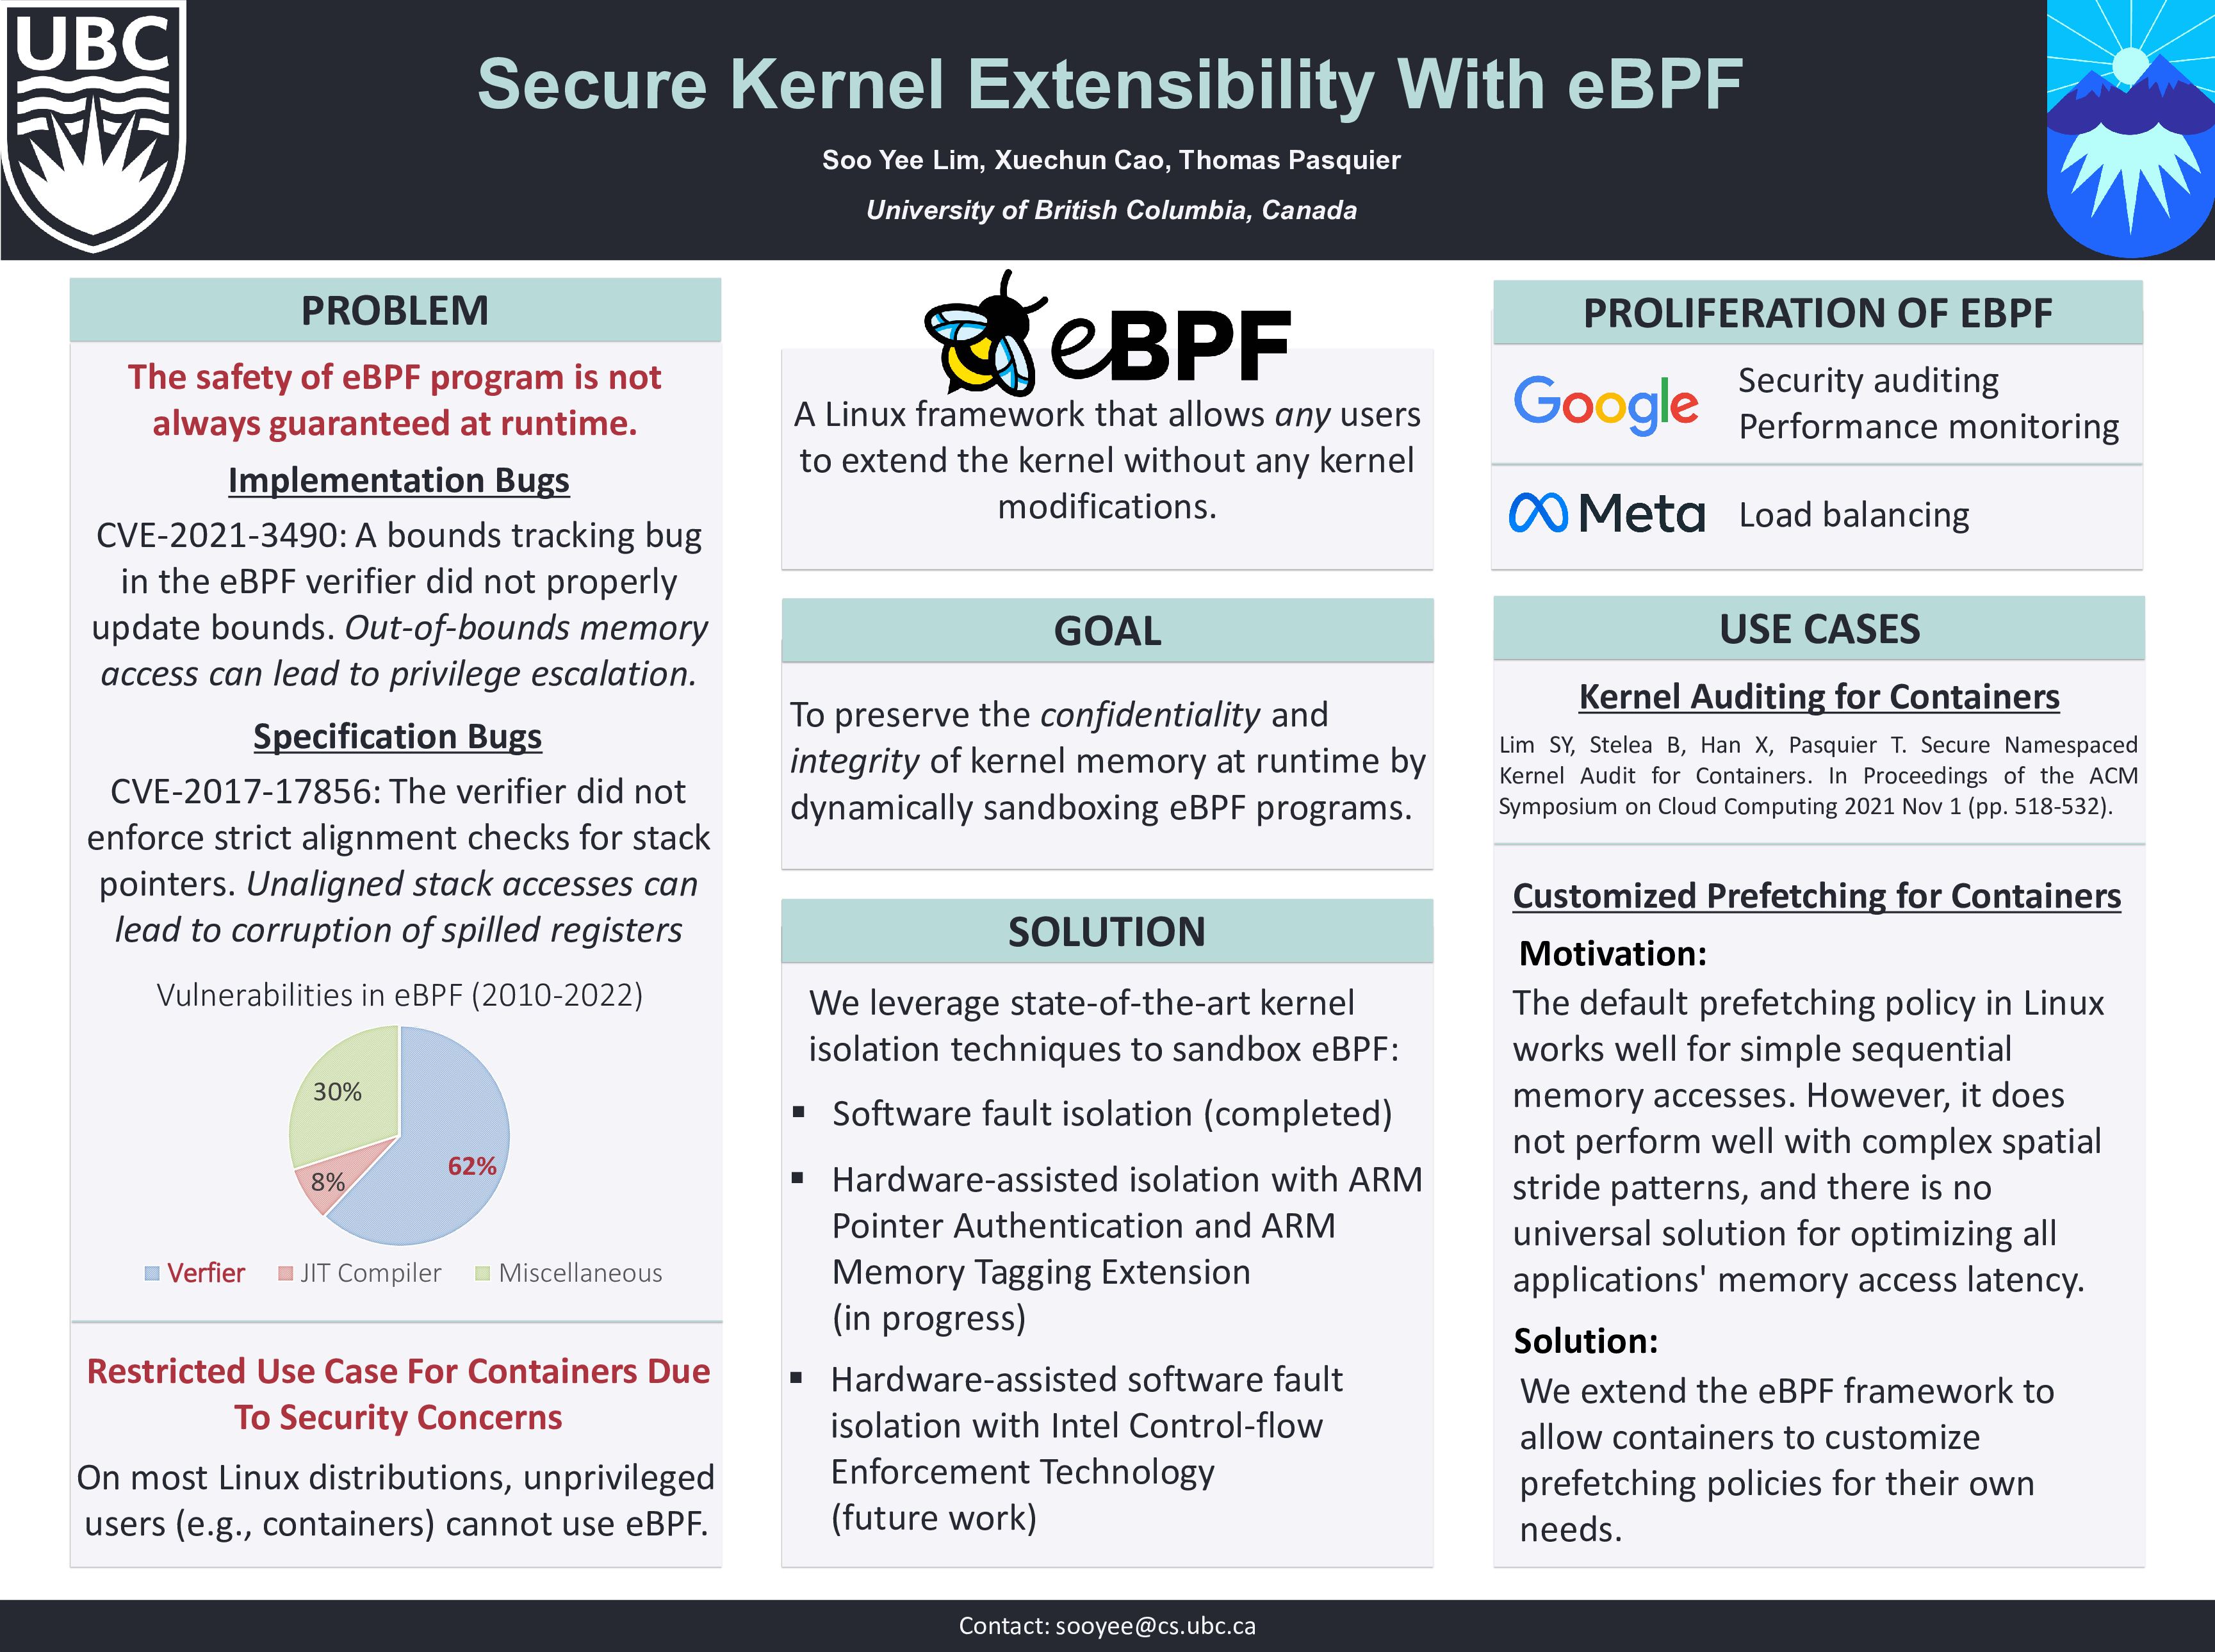 UBC
Secure Kernel Extensibility With eBPF
Soo Yee Lim, Xuechun Cao, Thomas Pasquier
University of British Columbia, Canada
PROBLEM
The safety of eBPF program is not
always guaranteed at runtime.
Implementation Bugs
CVE-2021-3490: A bounds tracking bug
in the eBPF verifier did not properly
update bounds. Out-of-bounds memory
access can lead to privilege escalation.
Specification Bugs
CVE-2017-17856: The verifier did not
enforce strict alignment checks for stack
pointers. Unaligned stack accesses can
lead to corruption of spilled registers
Vulnerabilities in eBPF (2010-2022)
30%
62%
8%
Verfier JIT Compiler Miscellaneous
Restricted Use Case For Containers Due
To Security Concerns
On most Linux distributions, unprivileged
users (e.g., containers) cannot use eBPF.
eBPF
A Linux framework that allows any users
to extend the kernel without any kernel
modifications.
GOAL
To preserve the confidentiality and
integrity of kernel memory at runtime by
dynamically sandboxing eBPF programs.
SOLUTION
We leverage state-of-the-art kernel
isolation techniques to sandbox eBPF:
▪ Software fault isolation (completed)
▪ Hardware-assisted isolation with ARM
Pointer Authentication and ARM
Memory Tagging Extension
(in progress)
▪ Hardware-assisted software fault
isolation with Intel Control-flow
Enforcement Technology
(future work)
PROLIFERATION OF EBPF
Google
Security auditing
Performance monitoring
Meta
Load balancing
USE CASES
Kernel Auditing for Containers
Lim SY, Stelea B, Han X, Pasquier T. Secure Namespaced
Kernel Audit for Containers. In Proceedings of the ACM
Symposium on Cloud Computing 2021 Nov 1 (pp. 518-532).
Customized Prefetching for Containers
Motivation:
The default prefetching policy in Linux
works well for simple sequential
memory accesses. However, it does
not perform well with complex spatial
stride patterns, and there is no
universal solution for optimizing all
applications' memory access latency.
Solution:
We extend the eBPF framework to
allow containers to customize
prefetching policies for their own
needs.
Contact: sooyee@cs.ubc.ca